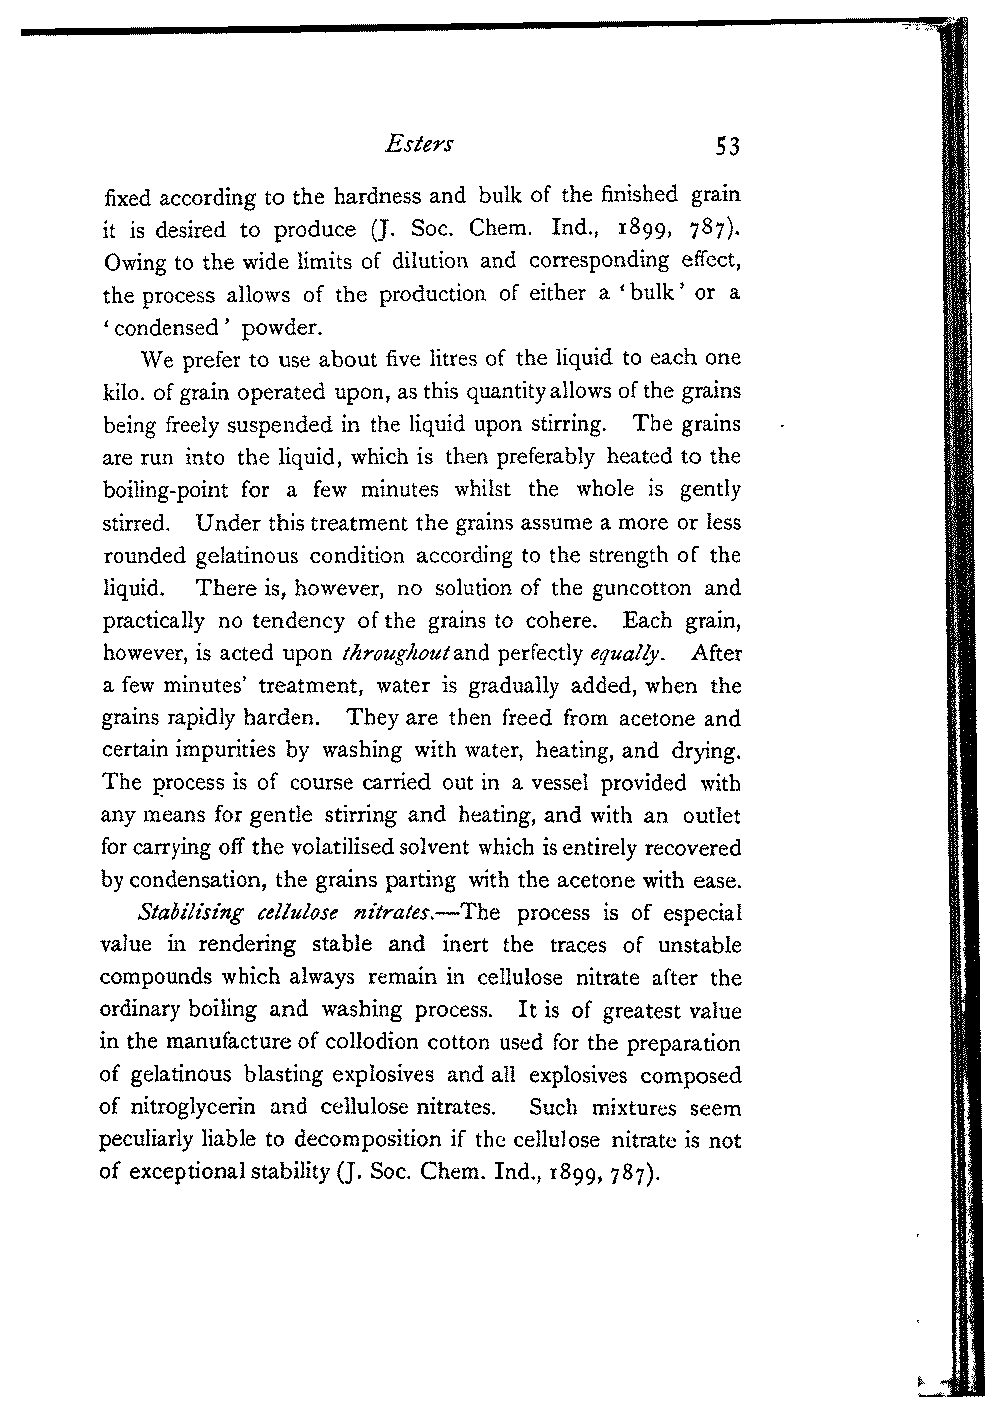 Esters 53
fixed according to the hardness and bulk of the finished grain
it is desired to produce (J. Soc. Chem. Ind., 1899, 787).
Owing to the wide limits of dilution and corresponding effect,
the process allows of the production of either a ‘bulk’ or a
‘condensed’ powder.
We prefer to use about five litres of the liquid to each one
kilo. of grain operated upon, as this quantity allows of the grains
being freely suspended in the liquid upon stirring. The grains
are run into the liquid, which is then preferably heated to the
boiling-point for a few minutes whilst the whole is gently
stirred. Under this treatment the grains assume a more or less
rounded gelatinous condition according to the strength of the
liquid. There is, however, no solution of the guncotton and
practically no tendency of the grains to cohere. Each grain,
however, is acted upon throughout and perfectly equally. After
a few minutes’ treatment, water is gradually added, when the
grains rapidly harden. They are then freed from acetone and
certain impurities by washing with water, heating, and drying.
The process is of course carried out in a vessel provided with
any means for gentle stirring and heating, and with an outlet
for carrying off the volatilised solvent which is entirely recovered
by condensation, the grains parting with the acetone with ease.
Stabilising cellulose nitrates.—The process is of especial
value in rendering stable and inert the traces of unstable
compounds which always remain in cellulose nitrate after the
ordinary boiling and washing process. It is of greatest value
in the manufacture of collodion cotton used for the preparation
of gelatinous blasting explosives and all explosives composed
of nitroglycerin and cellulose nitrates. Such mixtures seem
peculiarly liable to decomposition if the cellulose nitrate is not
of exceptional stability (J. Soc. Chem. Ind., 1899, 787).